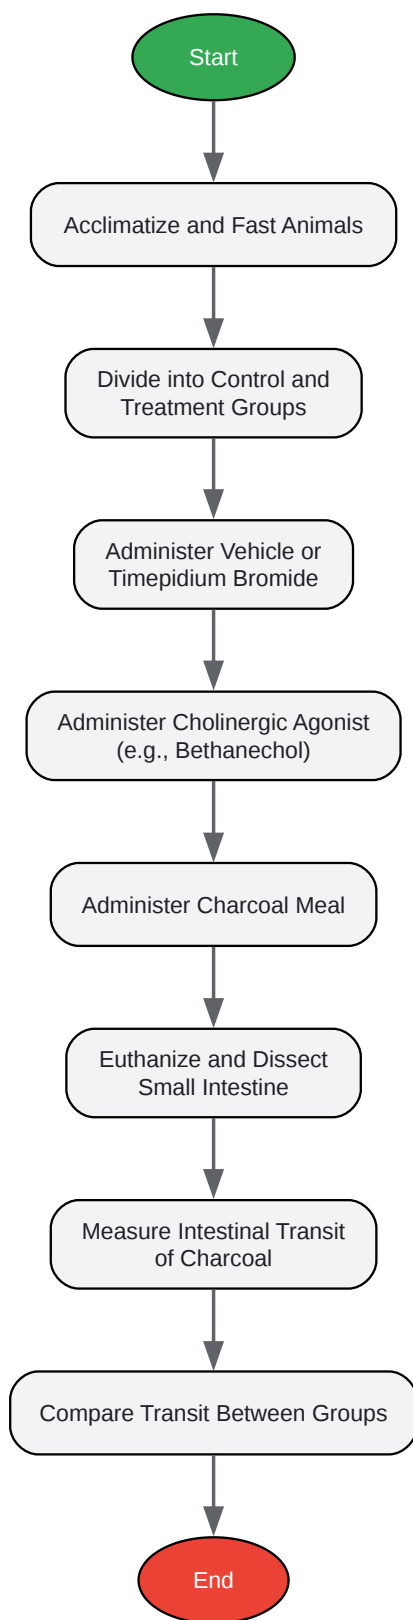 Start
Acclimatize and Fast Animals
Divide into Control and
Treatment Groups
Administer Vehicle or
Timepidium Bromide
Administer Cholinergic Agonist
(e.g., Bethanechol)
Administer Charcoal Meal
Euthanize and Dissect
Small Intestine
Measure Intestinal Transit
of Charcoal
Compare Transit Between Groups
End